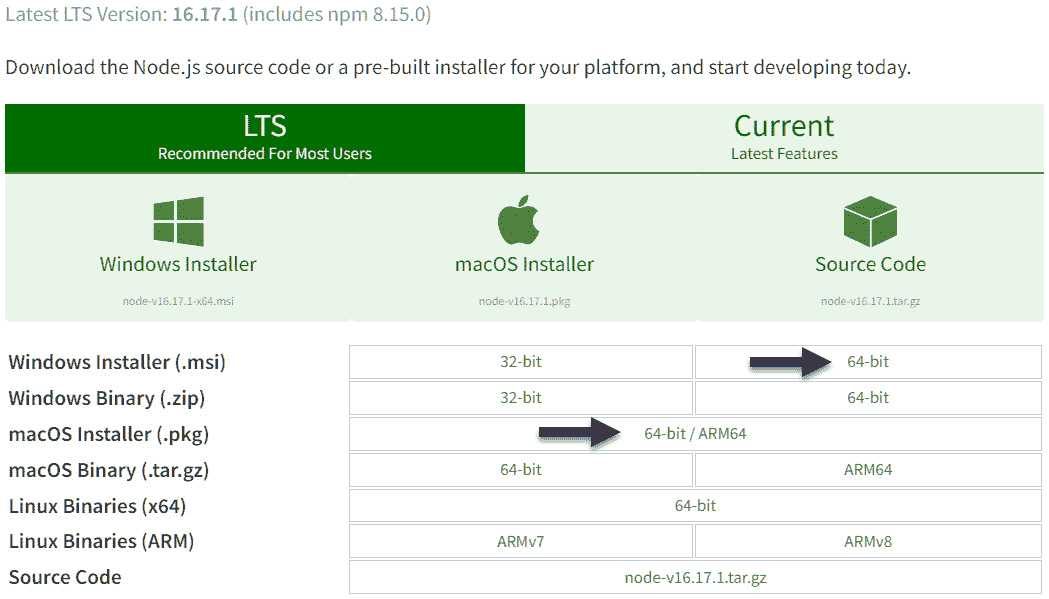 Latest LTS Version: 16.17.1 (includes npm 8.15.0)
Download the Node.js source code or a pre-built installer for your platform, and start developing today.
LTS
Recommended For Most Users
Current
Latest Features
Windows Installer
node-v16.17.1-x64.msi
macOS Installer
node-v16.17.1.pkg
Source Code
node-v16.17.1.tar.gz
Windows Installer (.msi) 32-bit 64-bit
Windows Binary (.zip) 32-bit 64-bit
macOS Installer (.pkg) 64-bit / ARM64
macOS Binary (.tar.gz) 64-bit ARM64
Linux Binaries (x64) 64-bit
Linux Binaries (ARM) ARMv7 ARMv8
Source Code node-v16.17.1.tar.gz